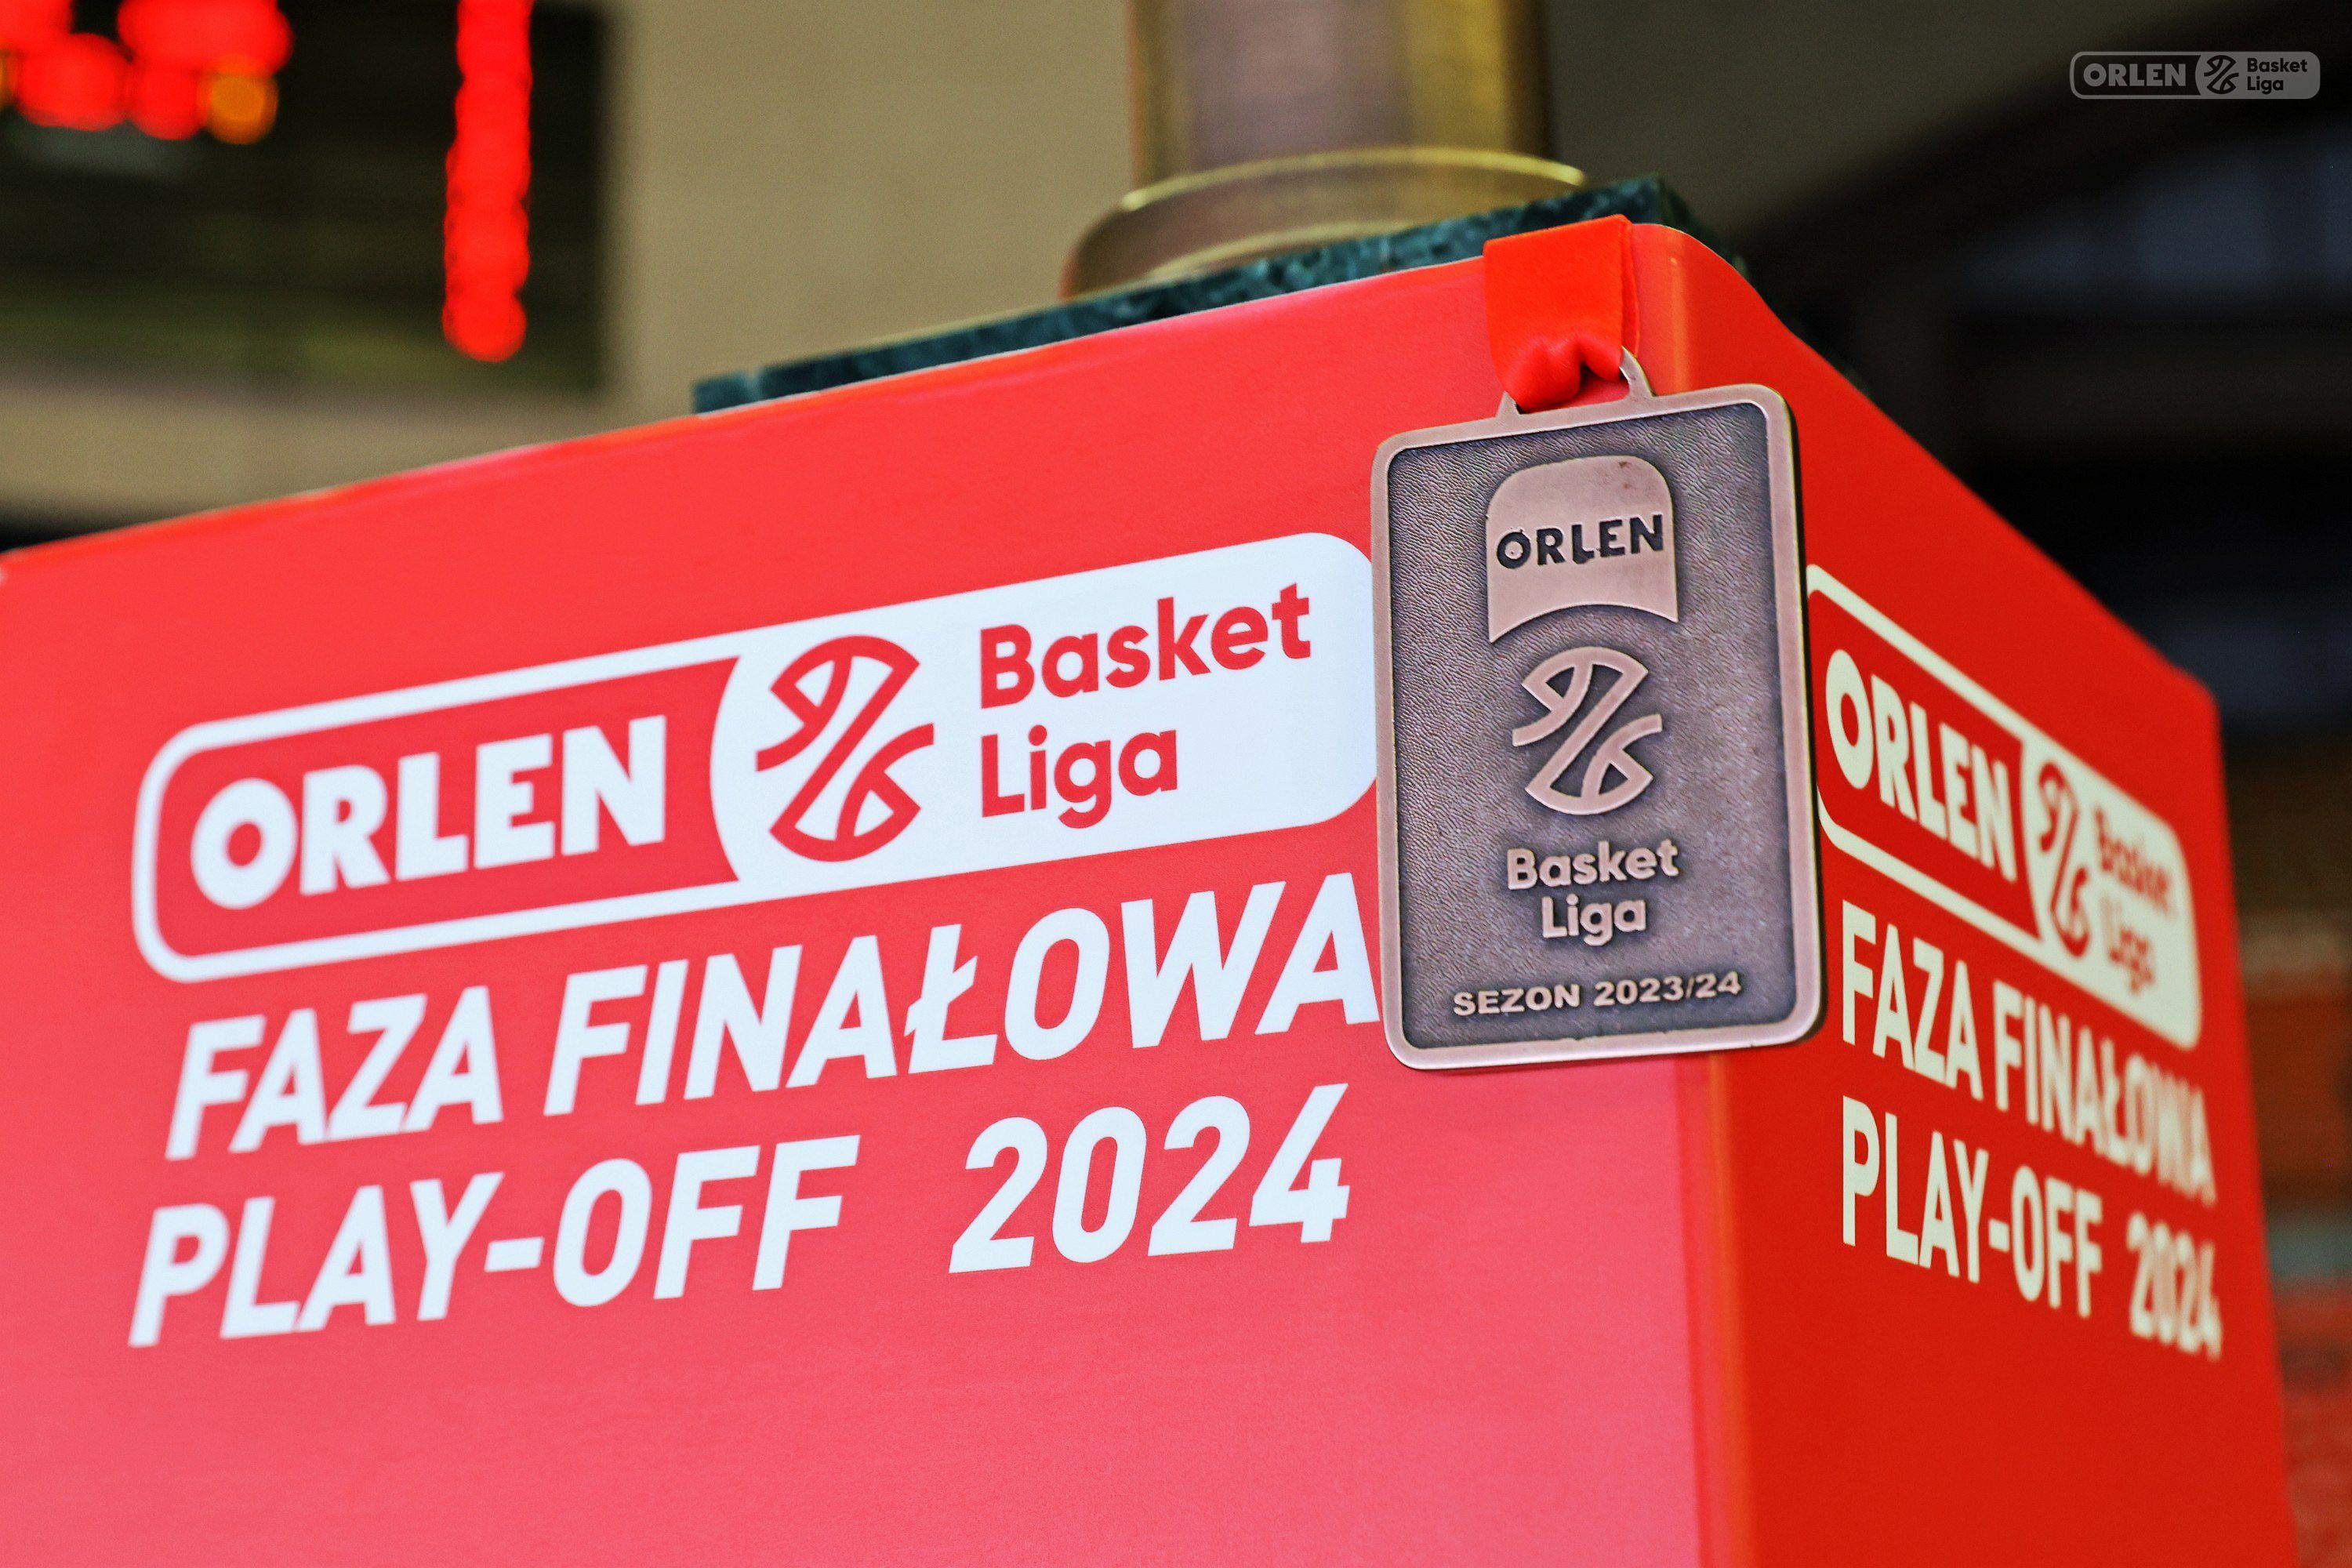 ORLEN Basket Liga
ORLEN
Basket
Liga
FAZA FINAŁOWA
PLAY-OFF 2024
ORLEN
Basket
Liga
SEZON 2023/24
ORLEN
Basket
Liga
FAZA FINAŁOWA
PLAY-OFF 2024